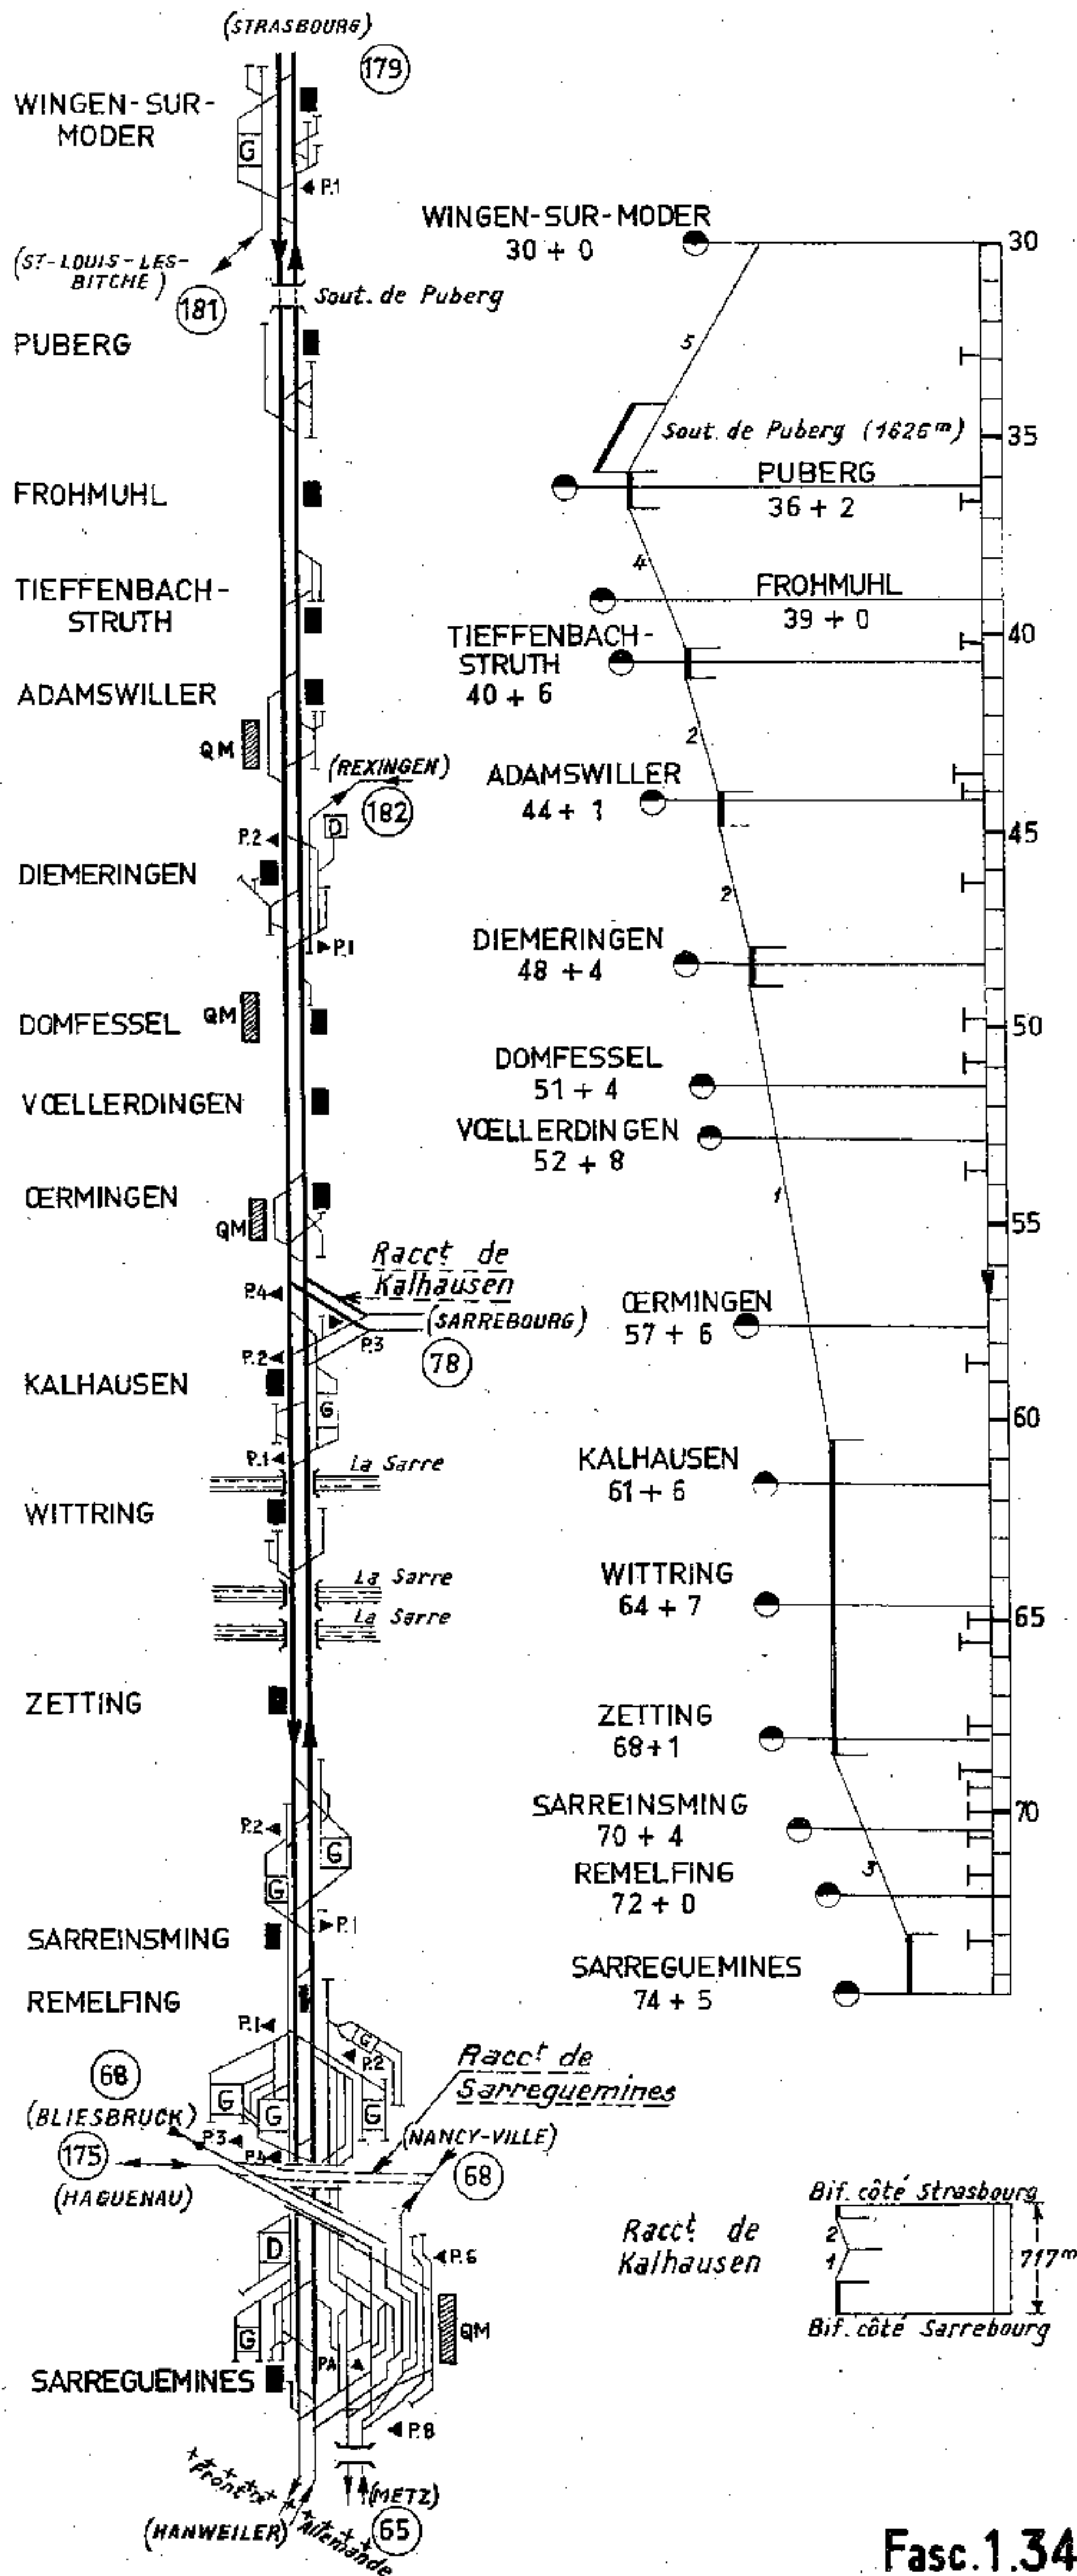 (STRASBOURG)
179
WINGEN-SUR-
MODER
G
P.1
(ST-LOUIS-LES-
BITCHE)
181
Sout. de Puberg
PUBERG
FROHMUHL
TIEFFENBACH-
STRUTH
ADAMSWILLER
QM
(REXINGEN)
182
D
P.2
DIEMERINGEN
P.1
DOMFESSEL
QM
VŒLLERDINGEN
ŒRMINGEN
QM
Racct de
Kalhausen
P.4
(SARREBOURG)
P.3
78
P.2
KALHAUSEN
G
P.1
La Sarre
WITTRING
La Sarre
La Sarre
ZETTING
P.2
G
G
P.1
SARREINSMING
REMELFING
P.1
G
P.2
68
(BLIESBRUCK)
G
G
G
Racct de
Sarreguemines
P.3
P.4
(NANCY-VILLE)
175
68
(HAGUENAU)
D
P.6
G
QM
PA
SARREGUEMINES
P.8
Frontre
Allemande
(HANWEILER)
(METZ)
65
WINGEN-SUR-MODER
30 + 0
30
5
Sout. de Puberg (1626m)
35
PUBERG
36 + 2
4
FROHMUHL
39 + 0
40
TIEFFENBACH-
STRUTH
40 + 6
2
ADAMSWILLER
44 + 1
45
2
DIEMERINGEN
48 + 4
50
DOMFESSEL
51 + 4
VŒLLERDINGEN
52 + 8
1
55
ŒRMINGEN
57 + 6
60
KALHAUSEN
61 + 6
WITTRING
64 + 7
65
ZETTING
68+1
70
SARREINSMING
70 + 4
3
REMELFING
72 + 0
SARREGUEMINES
74 + 5
Bif. côté Strasbourg
Racct de
Kalhausen
2
1
717m
Bif. côté Sarrebourg
Fasc.1.34